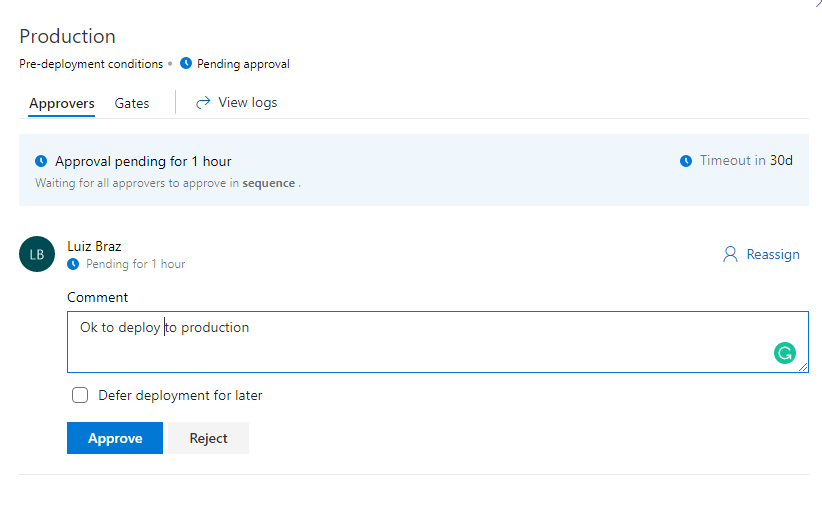 Production
Pre-deployment conditions • Pending approval
Approvers Gates View logs
Approval pending for 1 hour Timeout in 30d
Waiting for all approvers to approve in sequence .
LB Luiz Braz
Pending for 1 hour Reassign
Comment
Ok to deploy to production
G
Defer deployment for later
Approve Reject